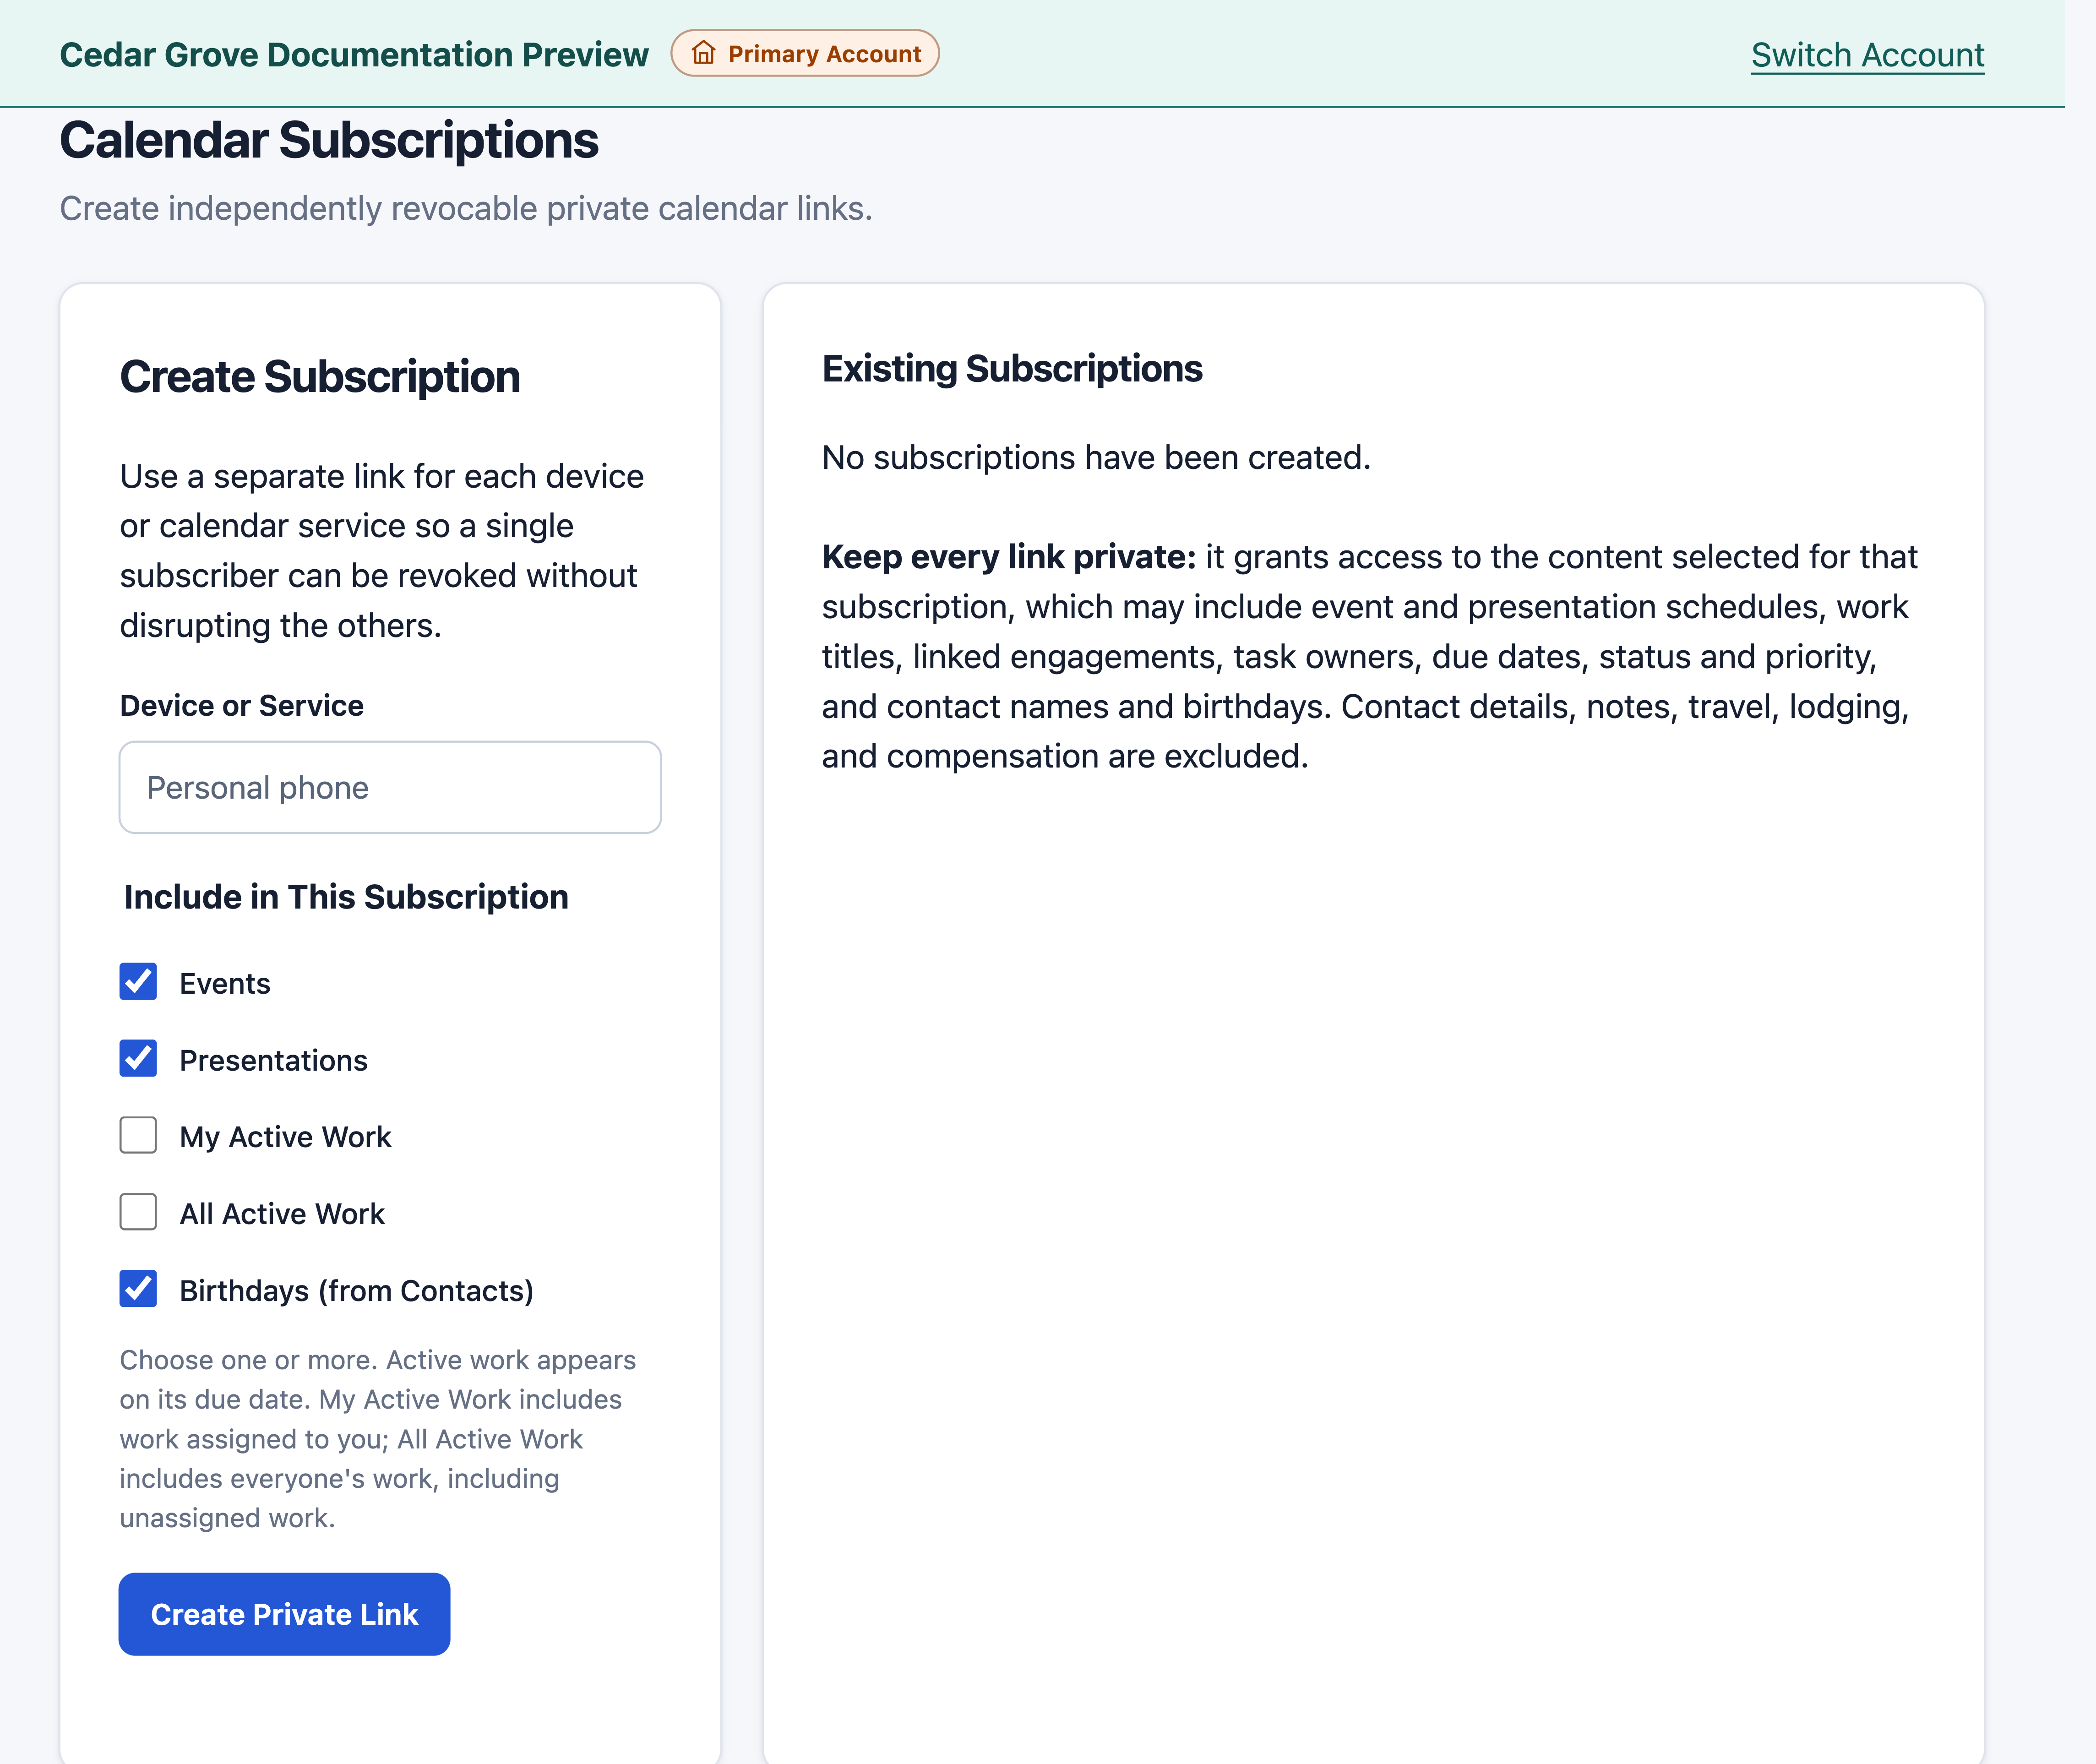 Cedar Grove Documentation Preview
Primary Account
Switch Account
Calendar Subscriptions
Create independently revocable private calendar links.
Create Subscription
Use a separate link for each device
or calendar service so a single
subscriber can be revoked without
disrupting the others.
Device or Service
Personal phone
Include in This Subscription
Events
Presentations
My Active Work
All Active Work
Birthdays (from Contacts)
Choose one or more. Active work appears
on its due date. My Active Work includes
work assigned to you; All Active Work
includes everyone's work, including
unassigned work.
Create Private Link
Existing Subscriptions
No subscriptions have been created.
Keep every link private: it grants access to the content selected for that
subscription, which may include event and presentation schedules, work
titles, linked engagements, task owners, due dates, status and priority,
and contact names and birthdays. Contact details, notes, travel, lodging,
and compensation are excluded.